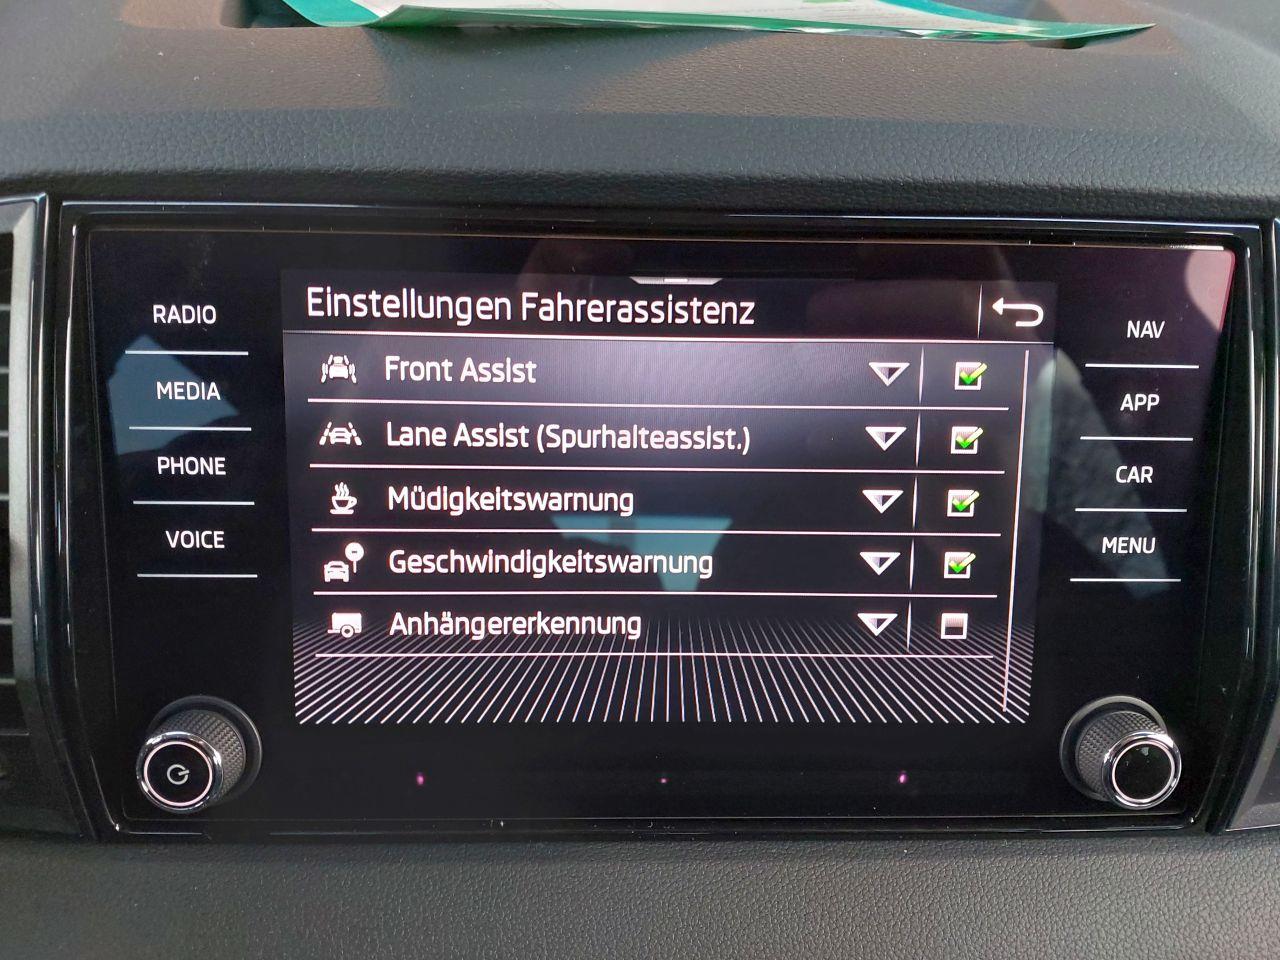 RADIO
MEDIA
PHONE
VOICE
Einstellungen Fahrerassistenz
Front Assist
Lane Assist (Spurhalteassist.)
Müdigkeitswarnung
Geschwindigkeitswarnung
Anhängererkennung
NAV
APP
CAR
MENU